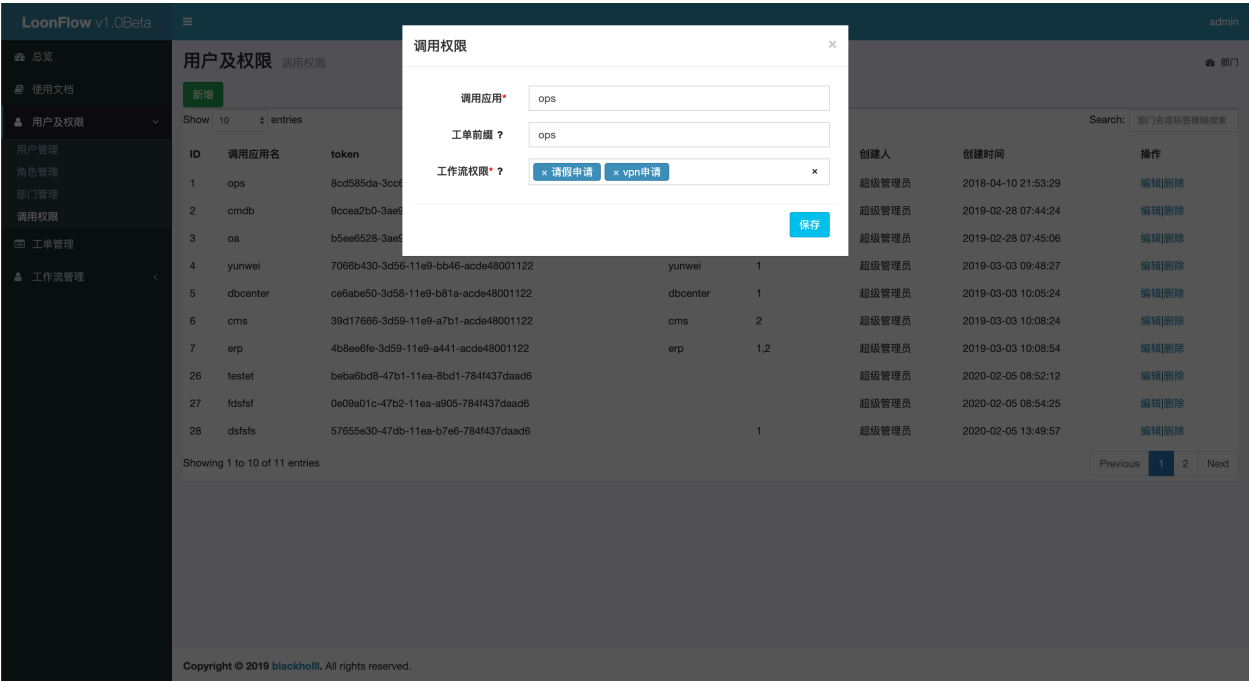 LoonFlow v1.0Beta
admin
总览
使用文档
用户及权限
用户管理
角色管理
部门管理
调用权限
工单管理
工作流管理
用户及权限 调用权限
部门
新增
Show 10 entries
Search: 部门名或标签模糊搜索
调用权限
×
调用应用* ops
工单前缀 ? ops
工作流权限* ? × 请假申请 × vpn申请 ×
保存
ID 调用应用名 token 创建人 创建时间 操作
1 ops 8cd585da-3cc6 超级管理员 2018-04-10 21:53:29 编辑|删除
2 cmdb 9ccea2b0-3ae9 超级管理员 2019-02-28 07:44:24 编辑|删除
3 oa b5ee6528-3ae9 超级管理员 2019-02-28 07:45:06 编辑|删除
4 yunwei 7066b430-3d56-11e9-bb46-acde48001122 yunwei 1 超级管理员 2019-03-03 09:48:27 编辑|删除
5 dbcenter ce6abe50-3d58-11e9-b81a-acde48001122 dbcenter 1 超级管理员 2019-03-03 10:05:24 编辑|删除
6 cms 39d17666-3d59-11e9-a7b1-acde48001122 cms 2 超级管理员 2019-03-03 10:08:24 编辑|删除
7 erp 4b8ee6fe-3d59-11e9-a441-acde48001122 erp 1,2 超级管理员 2019-03-03 10:08:54 编辑|删除
26 testet beba6bd8-47b1-11ea-8bd1-784f437daad6 超级管理员 2020-02-05 08:52:12 编辑|删除
27 fdsfsf 0e09a01c-47b2-11ea-a905-784f437daad6 超级管理员 2020-02-05 08:54:25 编辑|删除
28 dsfsfs 57655e30-47db-11ea-b7e6-784f437daad6 1 超级管理员 2020-02-05 13:49:57 编辑|删除
Showing 1 to 10 of 11 entries
Previous 1 2 Next
Copyright © 2019 blackholll. All rights reserved.